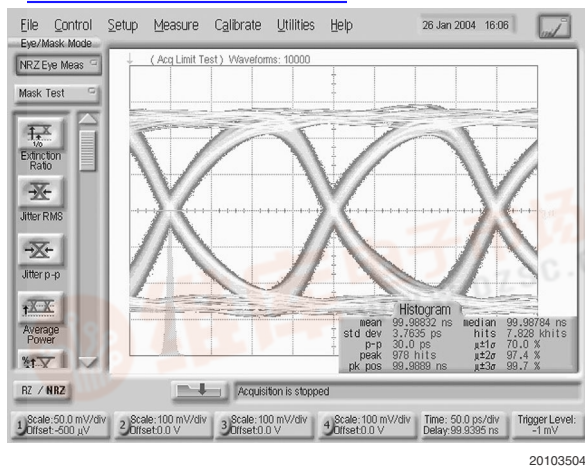 File Control Setup Measure Calibrate Utilities Help 26 Jan 2004 16:06
Eye/Mask Mode
NRZ Eye Meas
Mask Test
( Acq Limit Test ) Waveforms: 10000
Extinction
Ratio
Jitter RMS
Jitter p-p
Average
Power
Histogram
mean 99.98832 ns median 99.98784 ns
std dev 3.7635 ps hits 7.828 khits
p-p 30.0 ps μ±1σ 70.0 %
peak 978 hits μ±2σ 97.4 %
pk pos 99.9889 ns μ±3σ 99.7 %
RZ / NRZ
Acquisition is stopped
1 Scale:50.0 mV/div
Offset:-500 μV
2 Scale:100 mV/div
Offset:0.0 V
3 Scale:100 mV/div
Offset:0.0 V
4 Scale:100 mV/div
Offset:0.0 V
Time: 50.0 ps/div
Delay:99.9395 ns
Trigger Level:
-1 mV
20103504